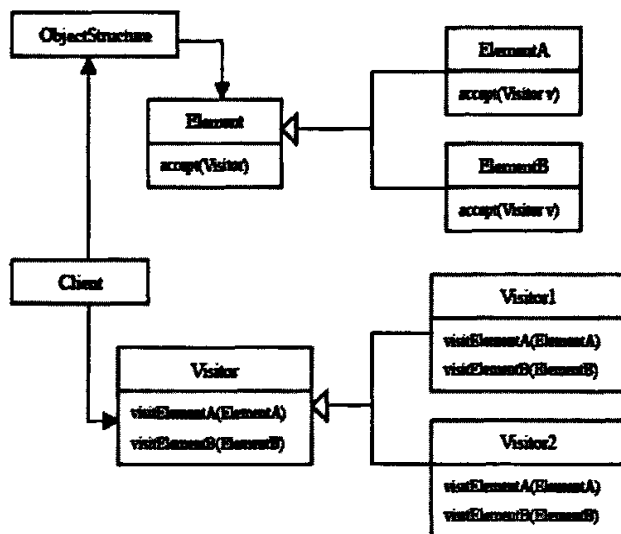 ObjectStructure
Element
accept(Visitor)
ElementA
accept(Visitor v)
ElementB
accept(Visitor v)
Client
Visitor
visitElementA(ElementA)
visitElementB(ElementB)
Visitor1
visitElementA(ElementA)
visitElementB(ElementB)
Visitor2
visitElementA(ElementA)
visitElementB(ElementB)